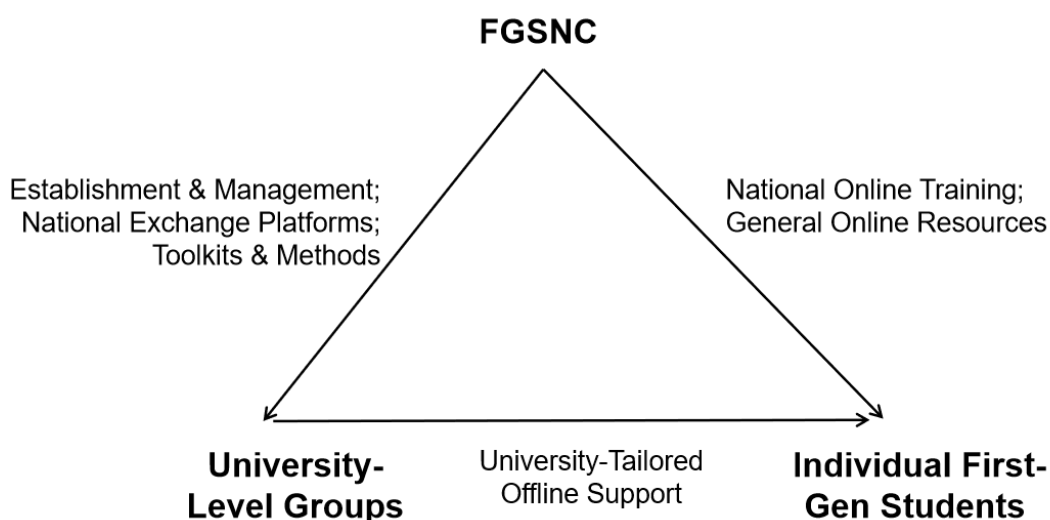 FGSNC
Establishment & Management;
National Exchange Platforms;
Toolkits & Methods
National Online Training;
General Online Resources
University-
Level Groups
University-Tailored
Offline Support
Individual First-
Gen Students